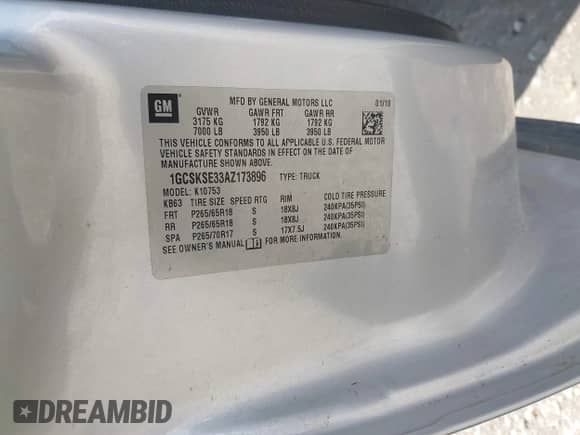 GM
MFD BY GENERAL MOTORS LLC 01/10
GVWR GAWR FRT GAWR RR
3175 KG 1792 KG 1792 KG
7000 LB 3950 LB 3950 LB
THIS VEHICLE CONFORMS TO ALL APPLICABLE U.S. FEDERAL MOTOR
VEHICLE SAFETY STANDARDS IN EFFECT ON THE DATE OF
MANUFACTURE SHOWN ABOVE.
1GCSKSE33AZ173896 TYPE: TRUCK
MODEL: K10753
KB63 TIRE SIZE SPEED RTG RIM COLD TIRE PRESSURE
FRT P265/65R18 S 18X8J 240KPA(35PSI)
RR P265/65R18 S 18X8J 240KPA(35PSI)
SPA P265/70R17 S 17X7.5J 240KPA(35PSI)
SEE OWNER'S MANUAL FOR MORE INFORMATION.
DREAMBID